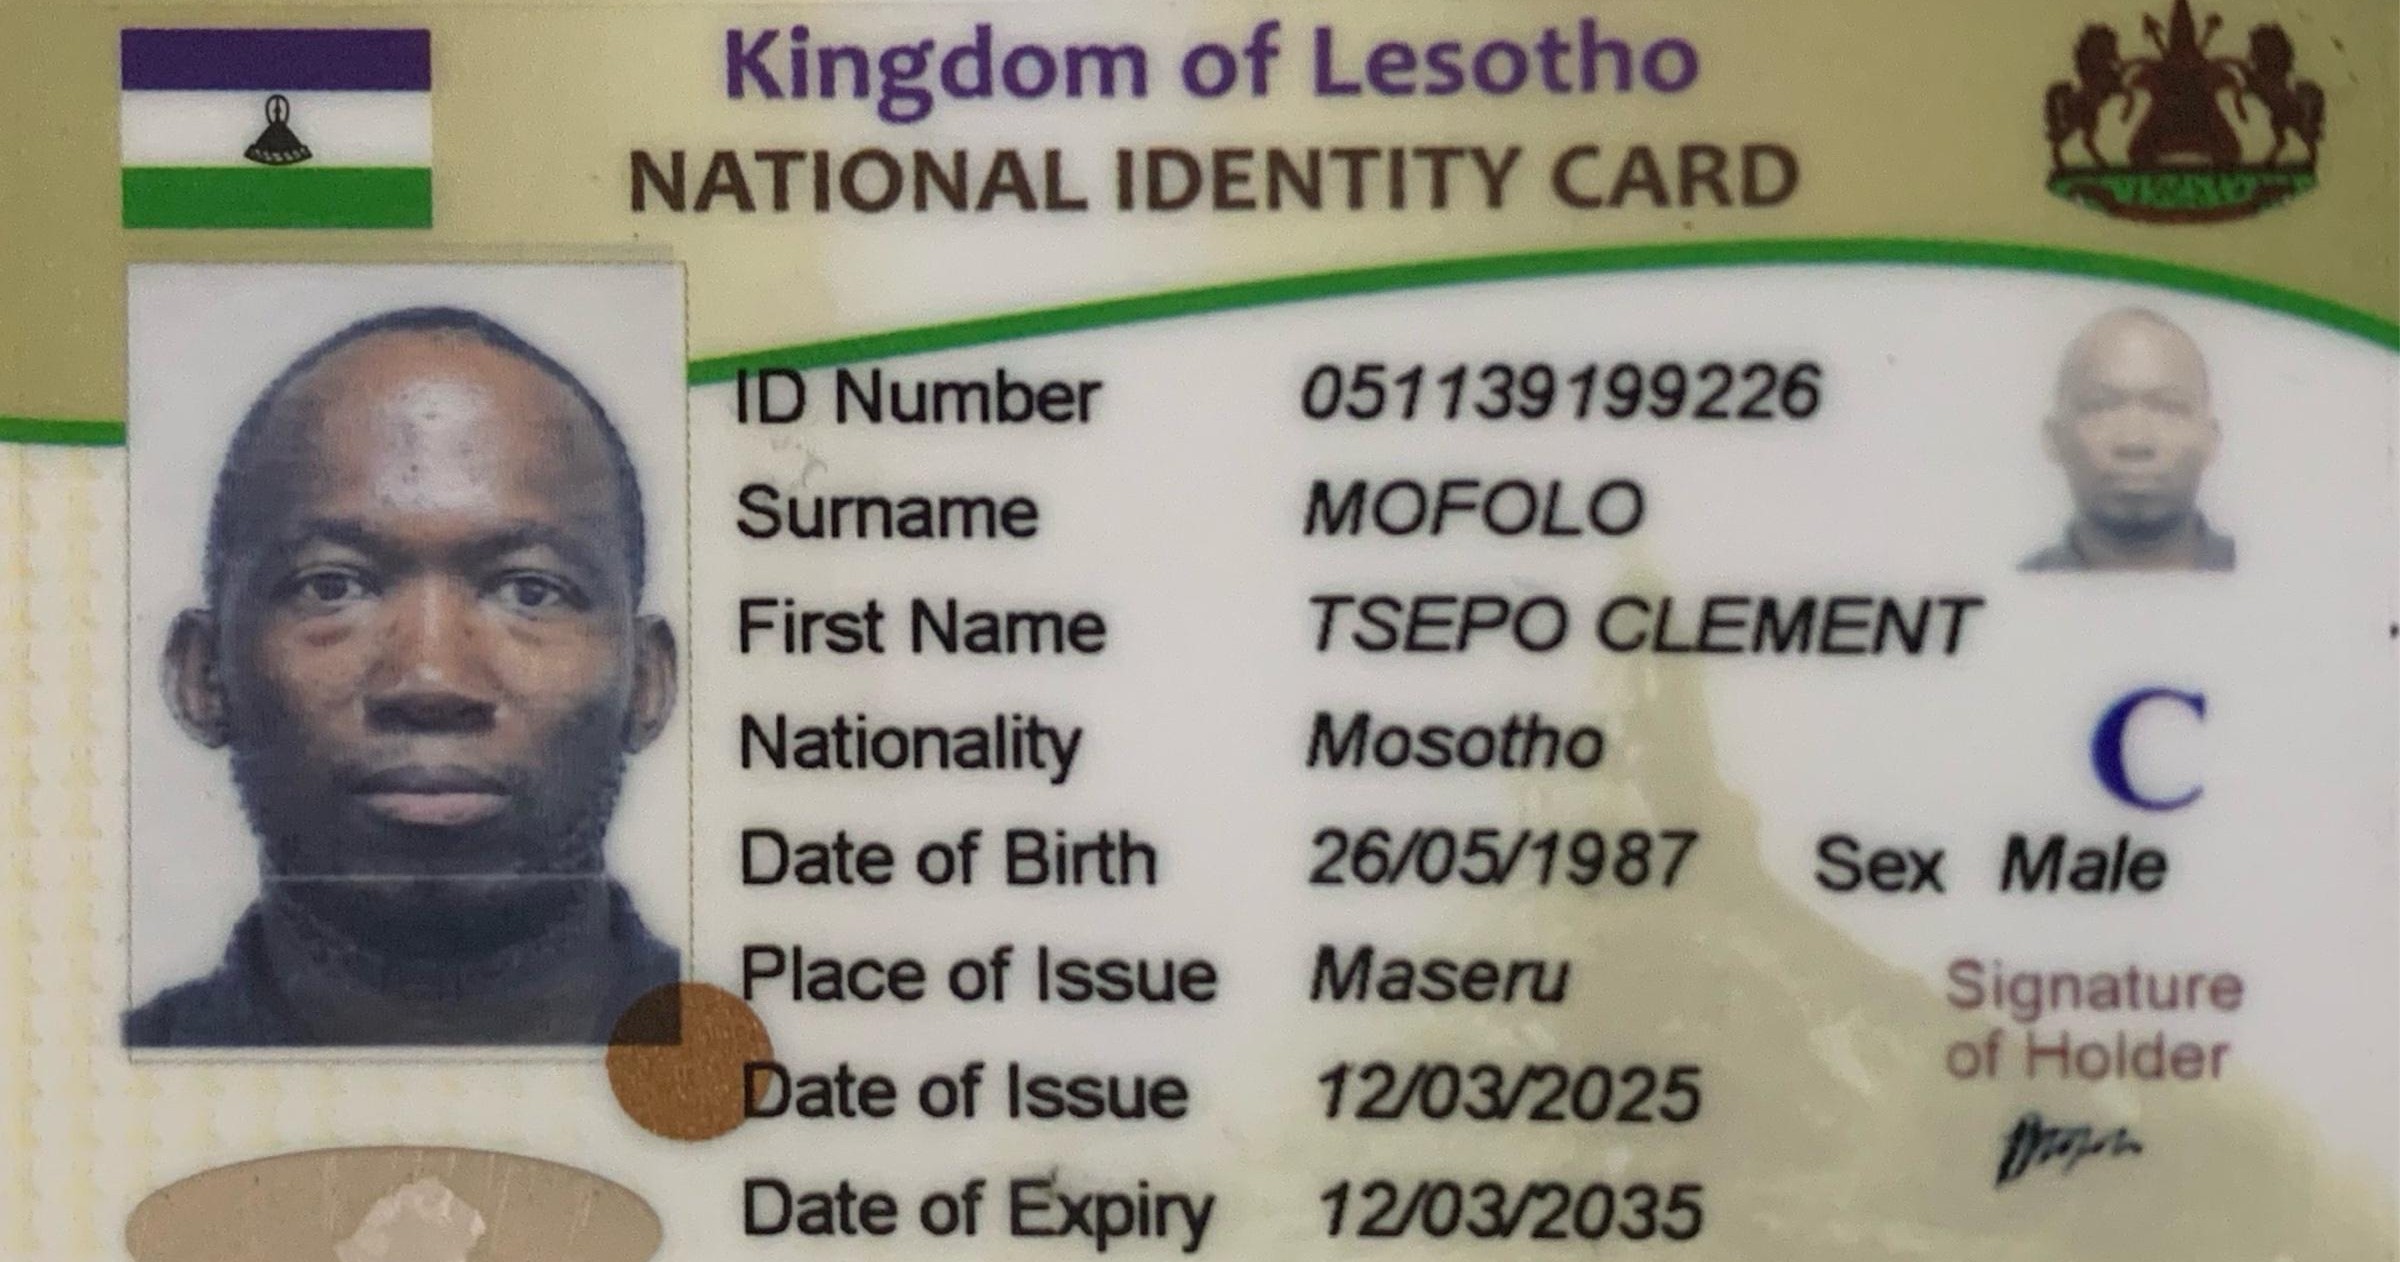 Kingdom of Lesotho
NATIONAL IDENTITY CARD
ID Number 051139199226
Surname MOFOLO
First Name TSEPO CLEMENT
Nationality Mosotho
C
Date of Birth 26/05/1987 Sex Male
Place of Issue Maseru
Signature
of Holder
Date of Issue 12/03/2025
Date of Expiry 12/03/2035